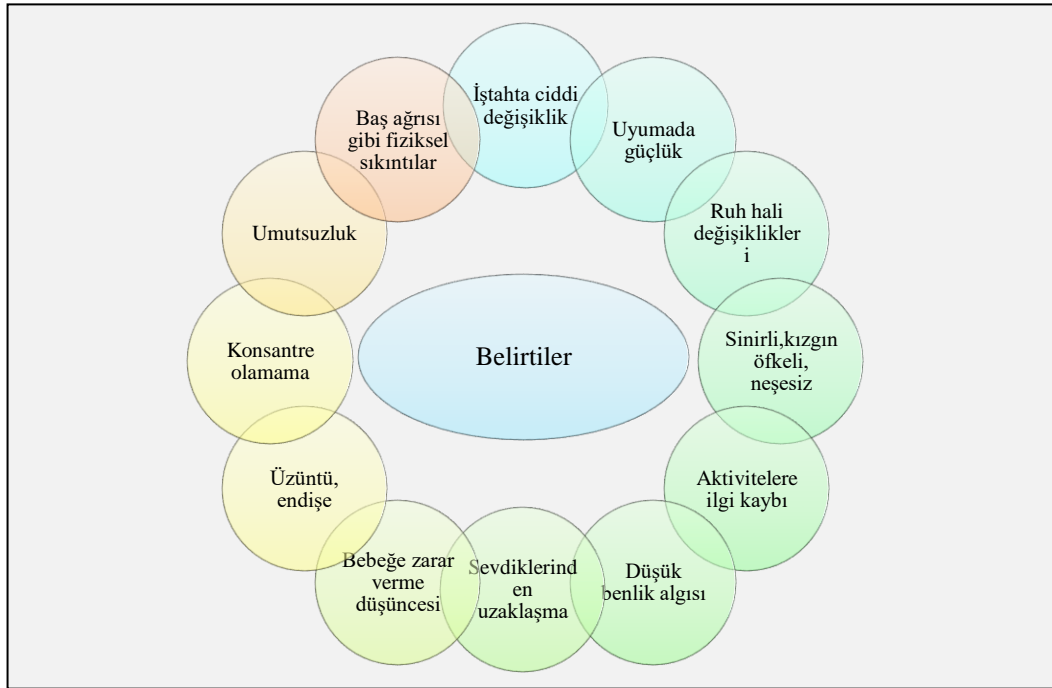 İştahta ciddi
değişiklik
Uyumada
güçlük
Ruh hali
değişiklikler
i
Sinirli,kızgın
öfkeli,
neşesiz
Aktivitelere
ilgi kaybı
Düşük
benlik algısı
Sevdiklerind
en
uzaklaşma
Bebeğe zarar
verme
düşüncesi
Üzüntü,
endişe
Konsantre
olamama
Umutsuzluk
Baş ağrısı
gibi fiziksel
sıkıntılar
Belirtiler